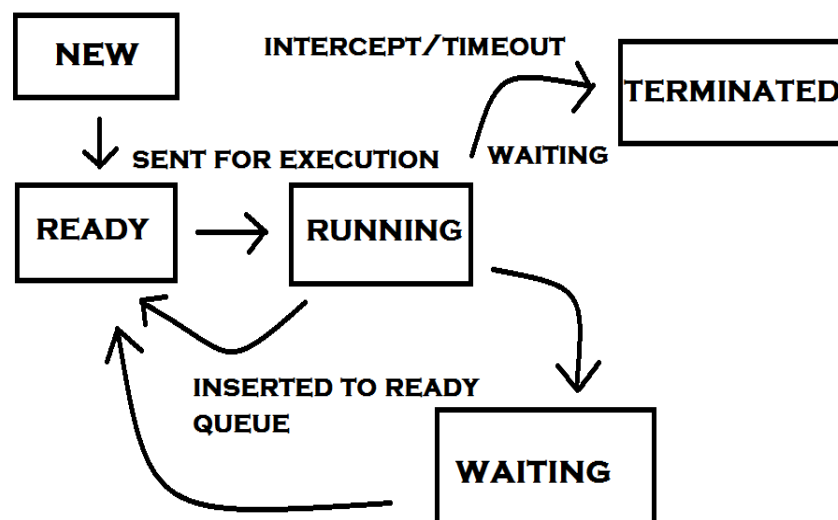 NEW
INTERCEPT/TIMEOUT
TERMINATED
SENT FOR EXECUTION
WAITING
READY
RUNNING
INSERTED TO READY
QUEUE
WAITING